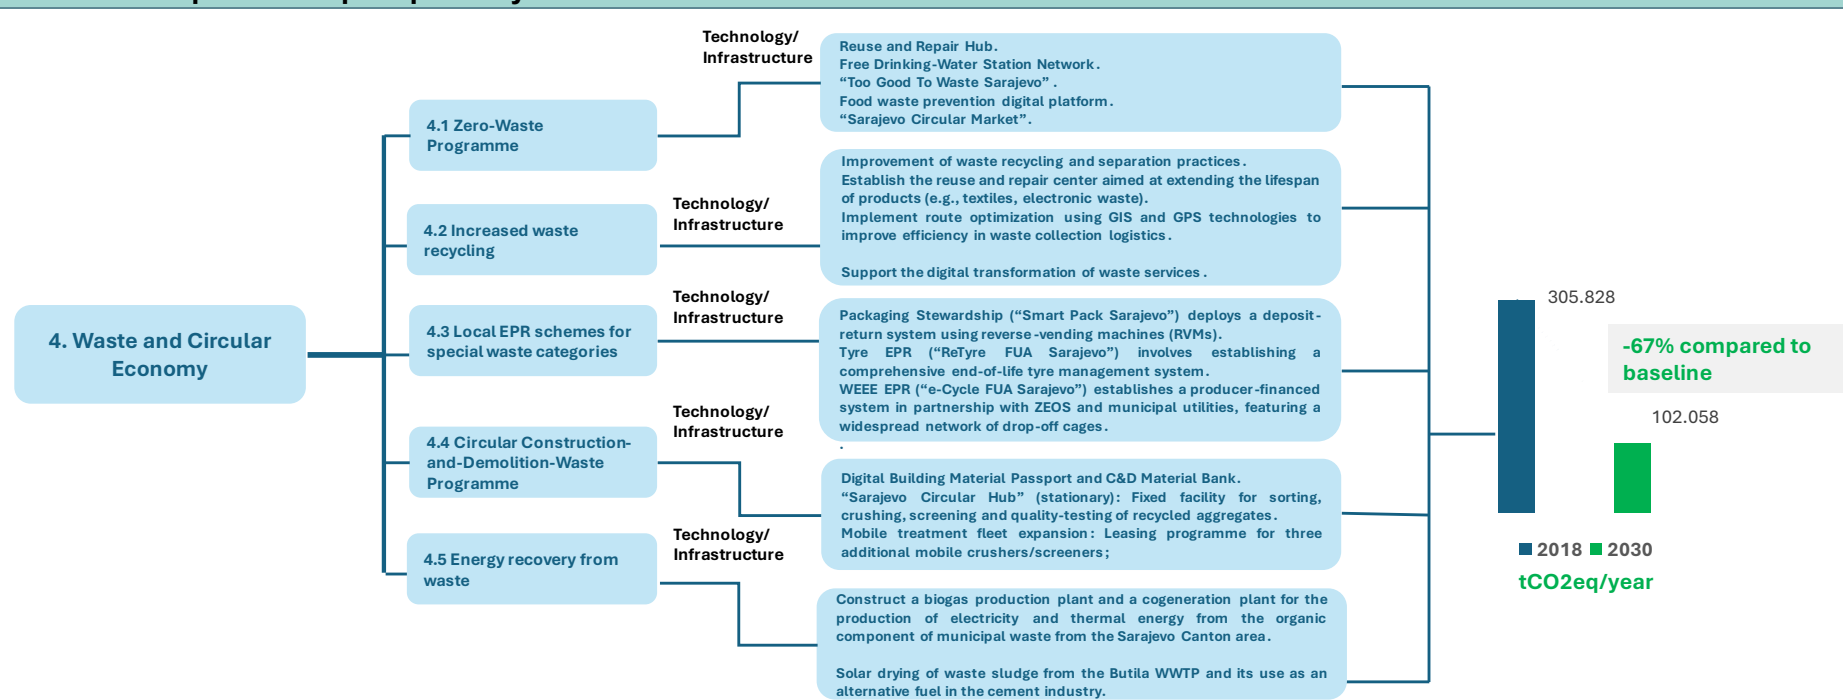 4. Waste and Circular
Economy
4.1 Zero-Waste
Programme
Technology/
Infrastructure
Reuse and Repair Hub.
Free Drinking-Water Station Network.
“Too Good To Waste Sarajevo” .
Food waste prevention digital platform.
“Sarajevo Circular Market”.
4.2 Increased waste
recycling
Technology/
Infrastructure
Improvement of waste recycling and separation practices.
Establish the reuse and repair center aimed at extending the lifespan
of products (e.g., textiles, electronic waste).
Implement route optimization using GIS and GPS technologies to
improve efficiency in waste collection logistics.
Support the digital transformation of waste services.
4.3 Local EPR schemes for
special waste categories
Technology/
Infrastructure
Packaging Stewardship (“Smart Pack Sarajevo”) deploys a deposit-
return system using reverse-vending machines (RVMs).
Tyre EPR (“ReTyre FUA Sarajevo”) involves establishing a
comprehensive end-of-life tyre management system.
WEEE EPR (“e-Cycle FUA Sarajevo”) establishes a producer-financed
system in partnership with ZEOS and municipal utilities, featuring a
widespread network of drop-off cages.
.
4.4 Circular Construction-
and-Demolition-Waste
Programme
Technology/
Infrastructure
Digital Building Material Passport and C&D Material Bank.
“Sarajevo Circular Hub” (stationary): Fixed facility for sorting,
crushing, screening and quality-testing of recycled aggregates.
Mobile treatment fleet expansion: Leasing programme for three
additional mobile crushers/screeners;
4.5 Energy recovery from
waste
Technology/
Infrastructure
Construct a biogas production plant and a cogeneration plant for the
production of electricity and thermal energy from the organic
component of municipal waste from the Sarajevo Canton area.
Solar drying of waste sludge from the Butila WWTP and its use as an
alternative fuel in the cement industry.
305.828
-67% compared to
baseline
102.058
2018 2030
tCO2eq/year